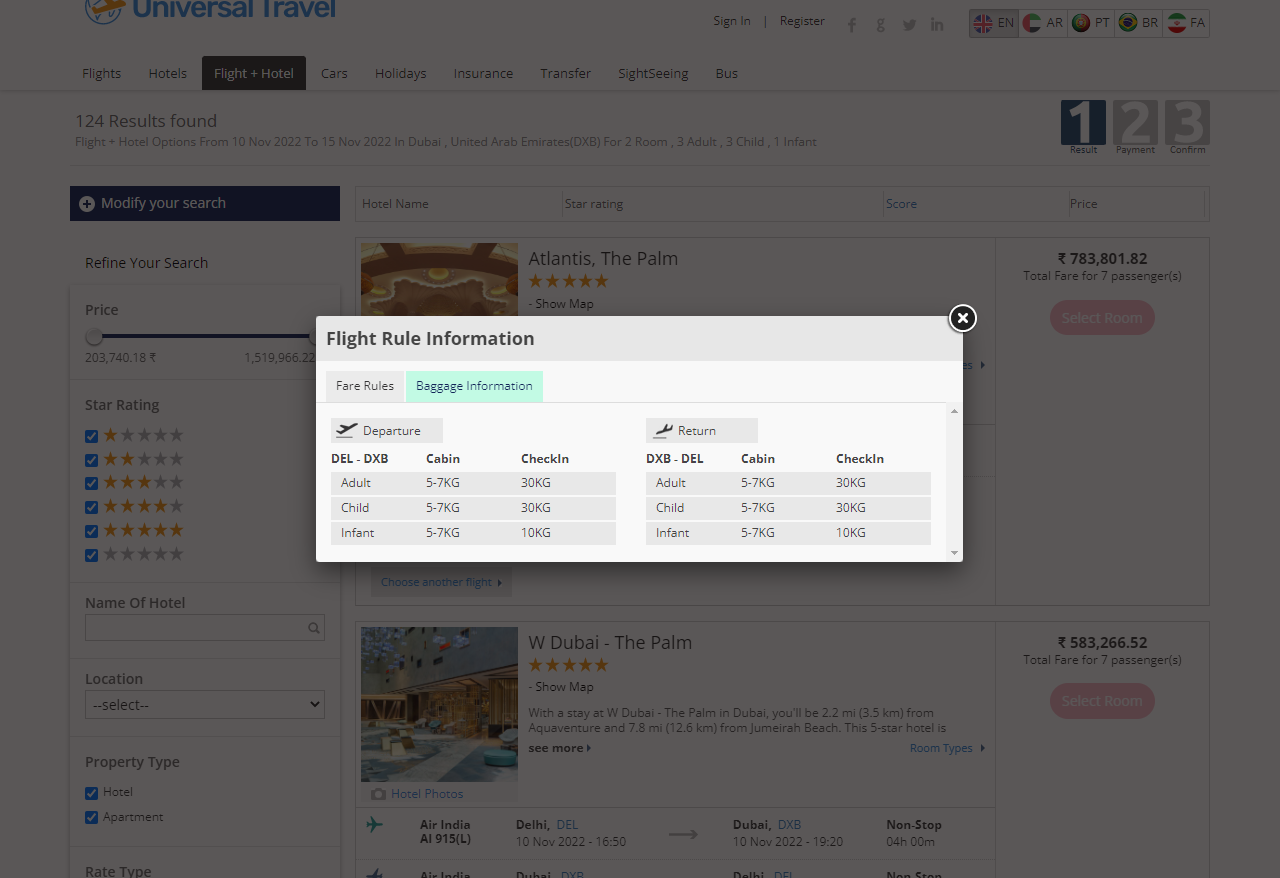 Universal Travel
Sign In | Register
EN AR PT BR FA
Flights Hotels Flight + Hotel Cars Holidays Insurance Transfer SightSeeing Bus
124 Results found
Flight + Hotel Options From 10 Nov 2022 To 15 Nov 2022 In Dubai , United Arab Emirates(DXB) For 2 Room , 3 Adult , 3 Child , 1 Infant
1 2 3
Result Payment Confirm
Modify your search
Hotel Name Star rating Score Price
Refine Your Search
Price
203,740.18 ₹ 1,519,966.22
Star Rating
Name Of Hotel
Location
--select--
Property Type
Hotel
Apartment
Rate Type
Atlantis, The Palm
- Show Map
₹ 783,801.82
Total Fare for 7 passenger(s)
Select Room
Flight Rule Information
Fare Rules Baggage Information
Departure
DEL - DXB Cabin CheckIn
Adult 5-7KG 30KG
Child 5-7KG 30KG
Infant 5-7KG 10KG
Return
DXB - DEL Cabin CheckIn
Adult 5-7KG 30KG
Child 5-7KG 30KG
Infant 5-7KG 10KG
Choose another flight
W Dubai - The Palm
- Show Map
With a stay at W Dubai - The Palm in Dubai, you'll be 2.2 mi (3.5 km) from
Aquaventure and 7.8 mi (12.6 km) from Jumeirah Beach. This 5-star hotel is
see more
Room Types
Hotel Photos
₹ 583,266.52
Total Fare for 7 passenger(s)
Select Room
Air India Delhi, DEL Dubai, DXB Non-Stop
AI 915(L) 10 Nov 2022 - 16:50 10 Nov 2022 - 19:20 04h 00m
Air India Dubai, DXB Delhi, DEL Non-Stop